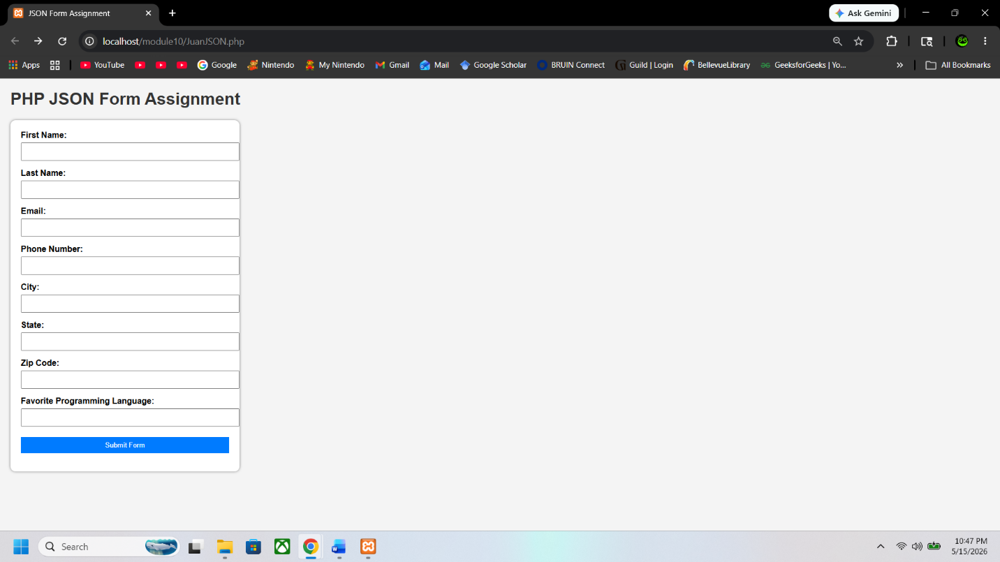 JSON Form Assignment
Ask Gemini
localhost/module10/JuanJSON.php
Apps YouTube Google Nintendo My Nintendo Gmail Mail Google Scholar BRUIN Connect Guild | Login BellevueLibrary GeeksforGeeks | Yo... » All Bookmarks
PHP JSON Form Assignment
First Name:
Last Name:
Email:
Phone Number:
City:
State:
Zip Code:
Favorite Programming Language:
Submit Form
Search
10:47 PM
5/15/2026